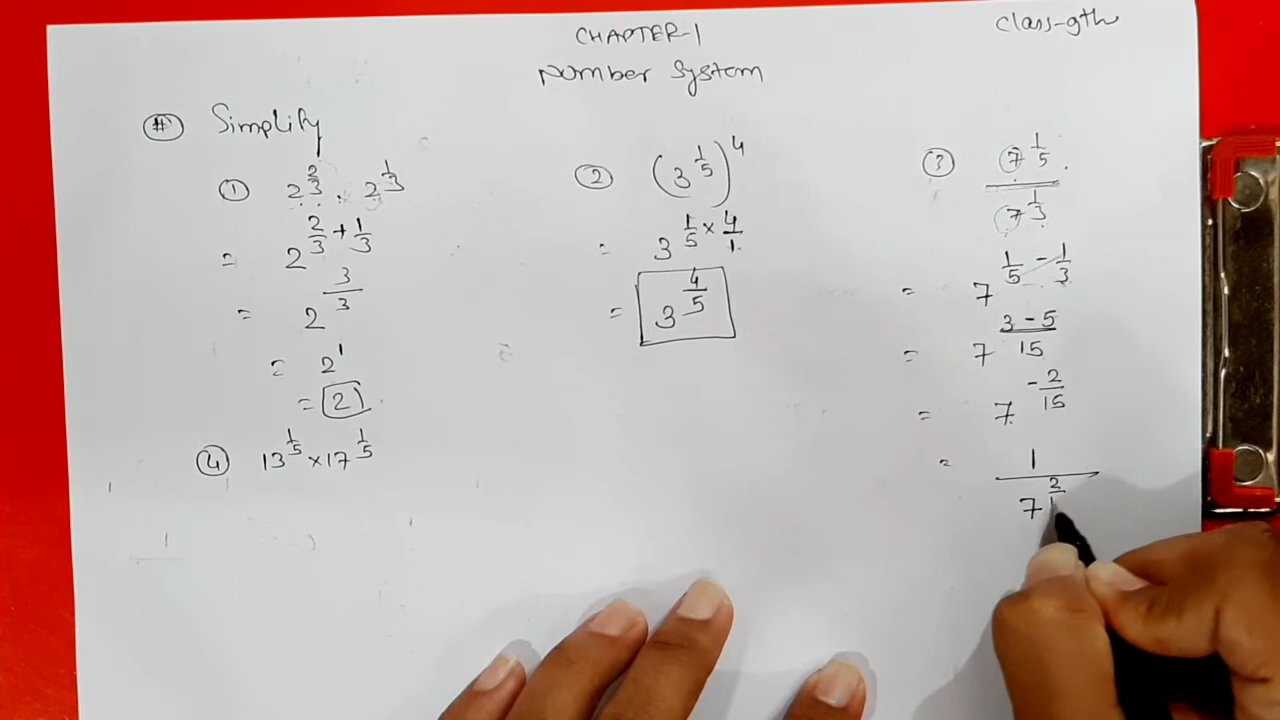 CHAPTER-1
Class-9th
Number System
# Simplify
① 2^{2/3} . 2^{1/3}
= 2^{2/3 + 1/3}
= 2^{3/3}
= 2^1
= 2
② (3^{1/5})^4
= 3^{1/5 × 4/1}
= 3^{4/5}
③ 7^{1/5} / 7^{1/3}
= 7^{1/5 - 1/3}
= 7^{(3-5)/15}
= 7^{-2/15}
= 1 / 7^{2/1
④ 13^{1/5} × 17^{1/5}